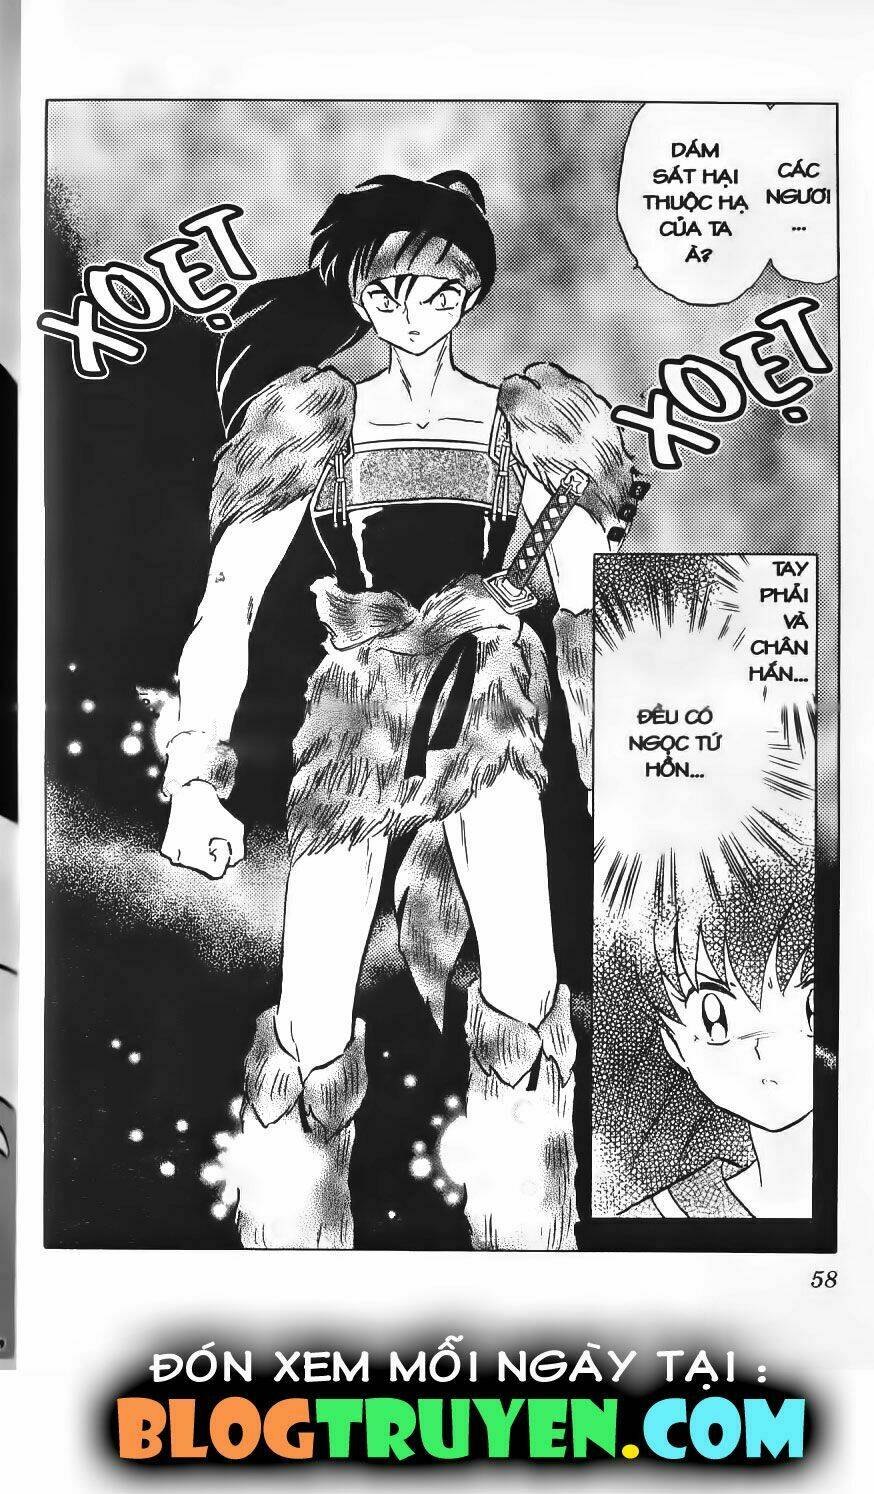 CÁC
NGƯƠI
...
DÁM
SÁT HẠI
THUỘC HẠ
CỦA TA
À?
XOẸT
XOẸT
TAY
PHẢI
VÀ
CHÂN
HẮN...
ĐỀU CÓ
NGỌC TỨ
HỒN...
58
ĐÓN XEM MỖI NGÀY TẠI :
BLOGTRUYEN.COM